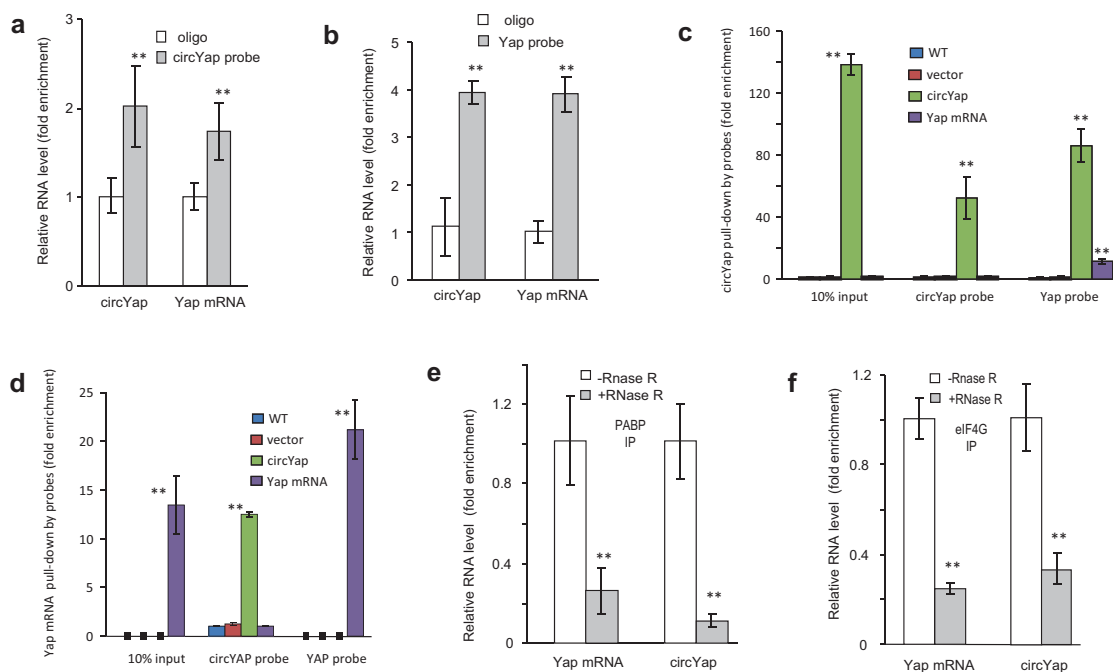 a
Relative RNA level (fold enrichment)
3
2
1
0
oligo
circYap probe
**
**
circYap
Yap mRNA
b
Relative RNA level (fold enrichment)
5
4
3
2
1
0
oligo
Yap probe
**
**
circYap
Yap mRNA
c
circYap pull-down by probes (fold enrichment)
160
120
80
40
0
WT
vector
circYap
Yap mRNA
**
**
**
**
10% input
circYap probe
Yap probe
d
Yap mRNA pull-down by probes (fold enrichment)
25
20
15
10
5
0
WT
vector
circYap
Yap mRNA
**
**
**
10% input
circYAP probe
YAP probe
e
Relative RNA level (fold enrichment)
1.2
0.8
0.4
0
-Rnase R
+RNase R
PABP
IP
**
**
Yap mRNA
circYap
f
Relative RNA level (fold enrichment)
1.2
0.8
0.4
0
-Rnase R
+RNase R
eIF4G
IP
**
**
Yap mRNA
circYap